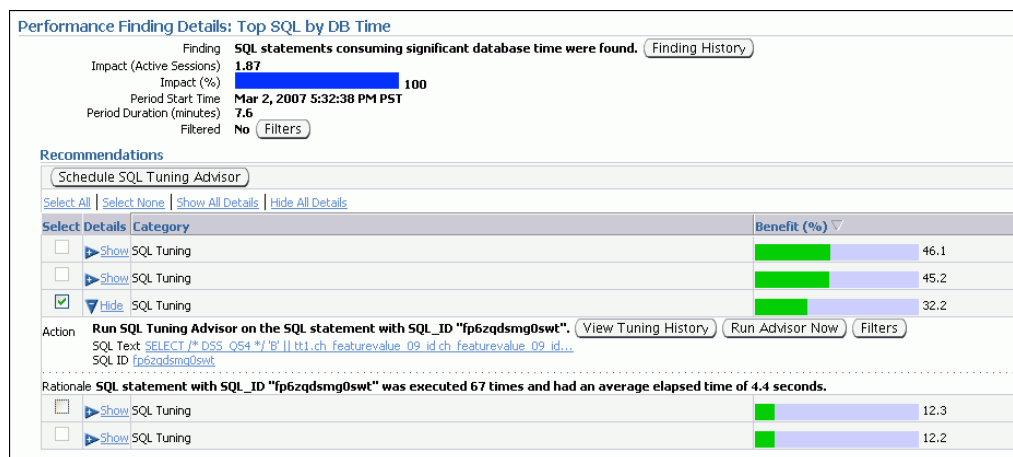 Performance Finding Details: Top SQL by DB Time
Finding SQL statements consuming significant database time were found. Finding History
Impact (Active Sessions) 1.87
Impact (%) 100
Period Start Time Mar 2, 2007 5:32:38 PM PST
Period Duration (minutes) 7.6
Filtered No Filters
Recommendations
Schedule SQL Tuning Advisor
Select All | Select None | Show All Details | Hide All Details
Select Details Category Benefit (%)
Show SQL Tuning 46.1
Show SQL Tuning 45.2
Hide SQL Tuning 32.2
Action Run SQL Tuning Advisor on the SQL statement with SQL_ID "fp6zqdsmg0swt". View Tuning History Run Advisor Now Filters
SQL Text SELECT /* DSS_Q54 */ 'B' || tt1.ch_featurevalue_09_id ch_featurevalue_09_id...
SQL ID fp6zqdsmg0swt
Rationale SQL statement with SQL_ID "fp6zqdsmg0swt" was executed 67 times and had an average elapsed time of 4.4 seconds.
Show SQL Tuning 12.3
Show SQL Tuning 12.2